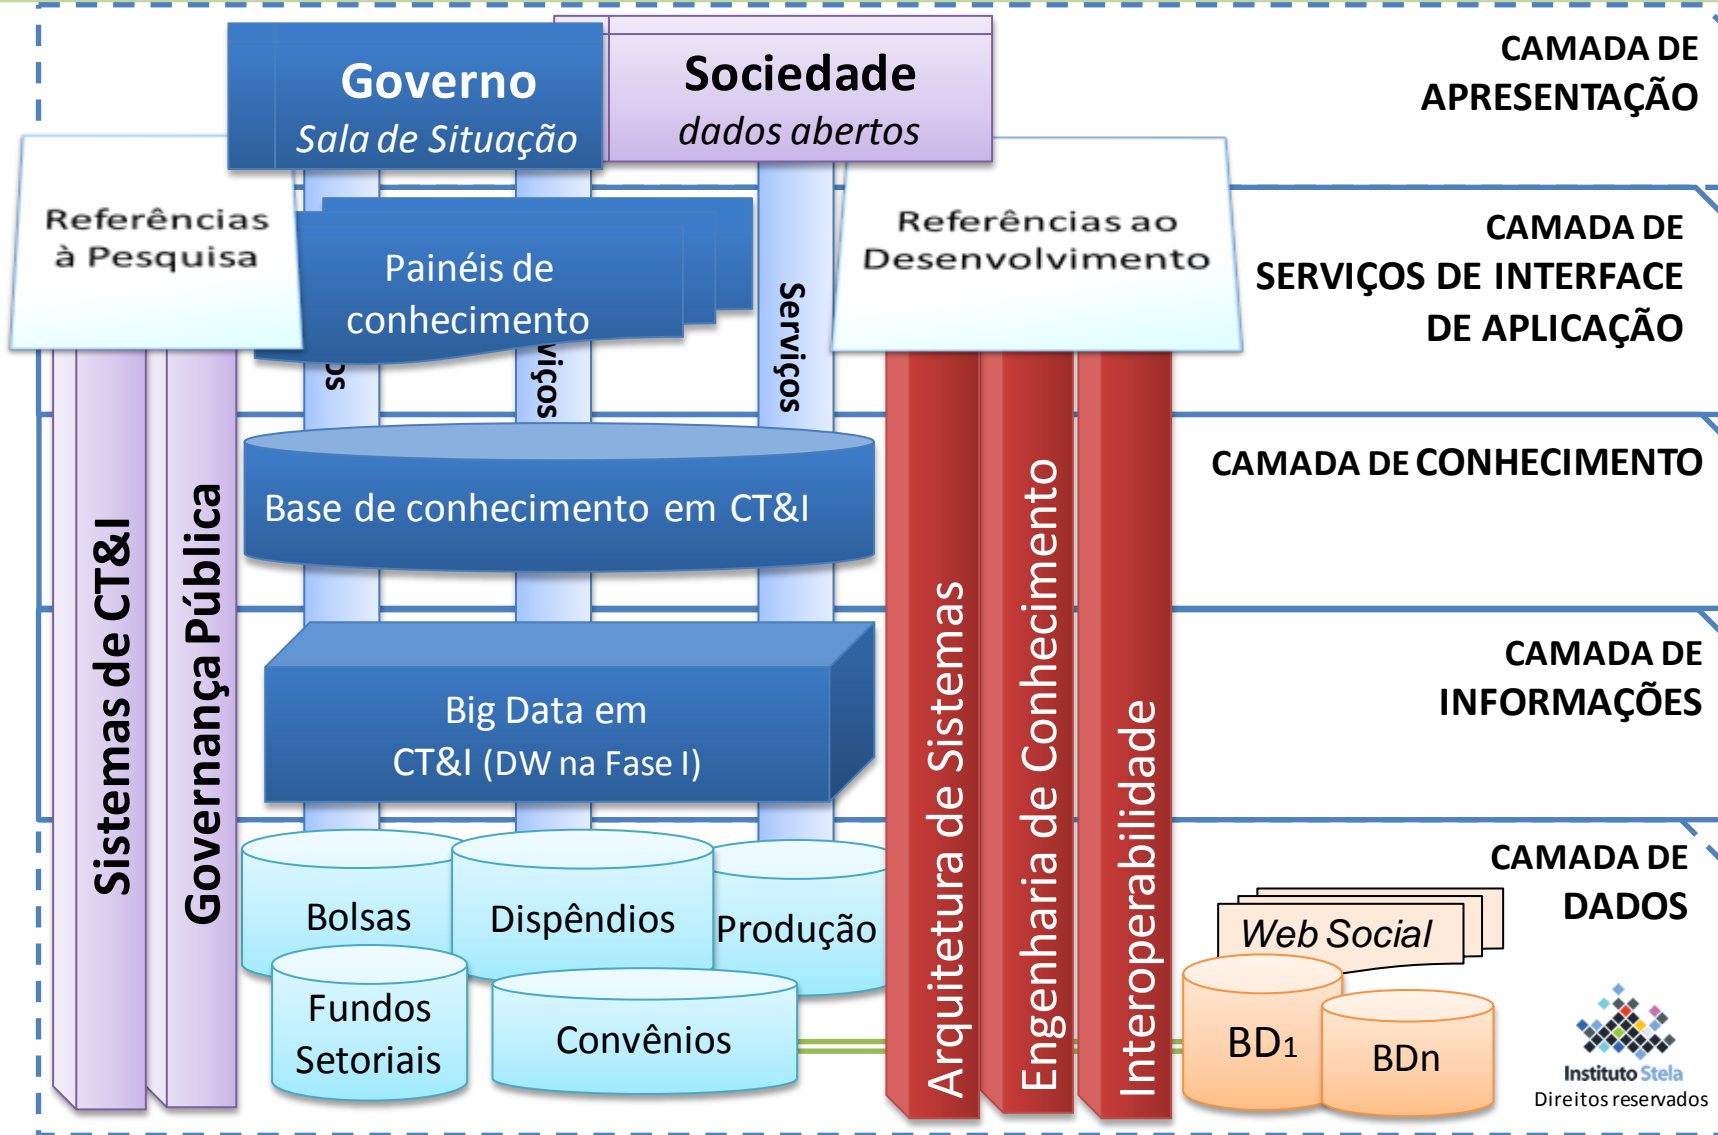 Governo
Sala de Situação
Sociedade
dados abertos
CAMADA DE
APRESENTAÇÃO
Referências
à Pesquisa
Painéis de
conhecimento
Serviços
Referências ao
Desenvolvimento
CAMADA DE
SERVIÇOS DE INTERFACE
DE APLICAÇÃO
os
viços
Base de conhecimento em CT&I
CAMADA DE CONHECIMENTO
Sistemas de CT&I
Governança Pública
Big Data em
CT&I (DW na Fase I)
Arquitetura de Sistemas
Engenharia de Conhecimento
Interoperabilidade
CAMADA DE
INFORMAÇÕES
Bolsas
Dispêndios
Produção
Fundos
Setoriais
Convênios
CAMADA DE
DADOS
Web Social
BD1
BDn
Instituto Stela
Direitos reservados